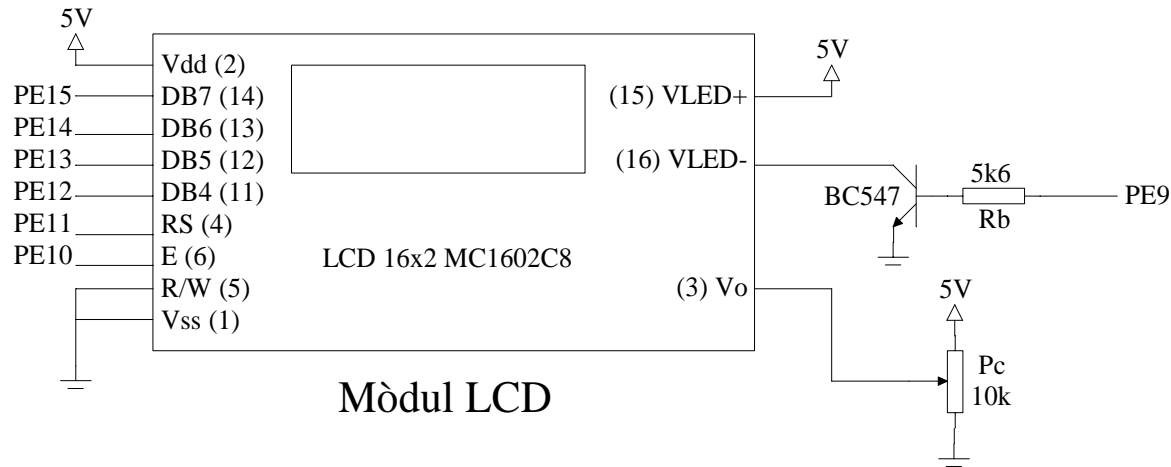 5V
Vdd (2)
PE15 DB7 (14)
PE14 DB6 (13)
PE13 DB5 (12)
PE12 DB4 (11)
PE11 RS (4)
PE10 E (6)
R/W (5)
Vss (1)
LCD 16x2 MC1602C8
5V
(15) VLED+
(16) VLED-
BC547
5k6
Rb
PE9
(3) Vo
5V
Pc
10k
Mòdul LCD